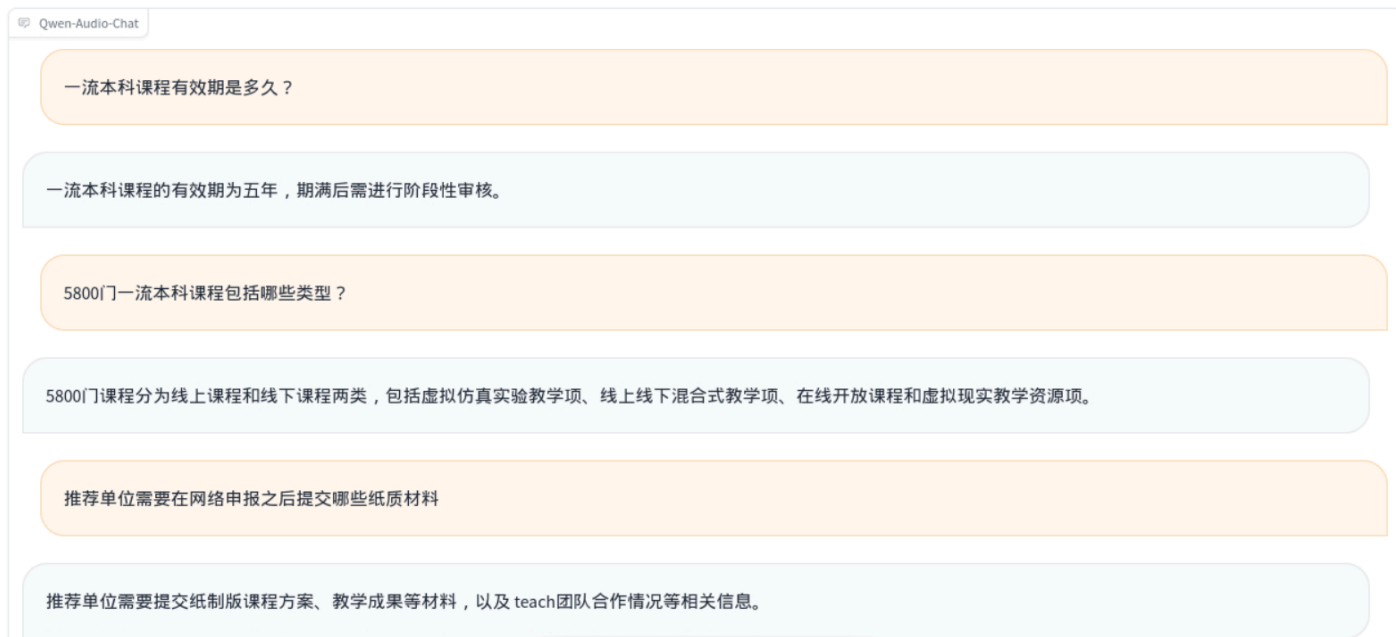 Qwen-Audio-Chat
一流本科课程有效期是多久？
一流本科课程的有效期为五年，期满后需进行阶段性审核。
5800门一流本科课程包括哪些类型？
5800门课程分为线上课程和线下课程两类，包括虚拟仿真实验教学项、线上线下混合式教学项、在线开放课程和虚拟现实教学资源项。
推荐单位需要在网络申报之后提交哪些纸质材料
推荐单位需要提交纸制版课程方案、教学成果等材料，以及 teach团队合作情况等相关信息。